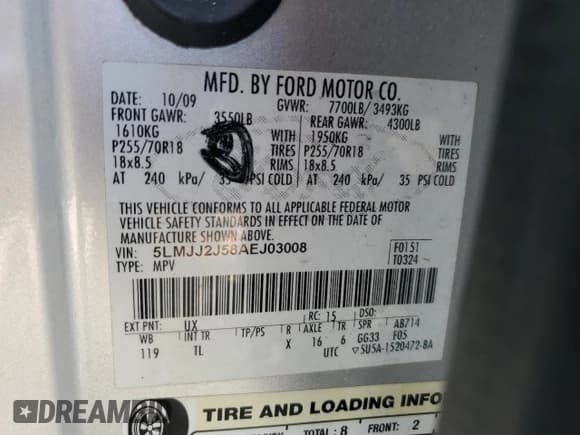 MFD. BY FORD MOTOR CO.
DATE: 10/09 GVWR: 7700LB/ 3493KG
FRONT GAWR: 3550LB REAR GAWR: 4300LB
1610KG WITH 1950KG WITH
P255/70R18 TIRES P255/70R18 TIRES
18x8.5 RIMS 18x8.5 RIMS
AT 240 kPa/ 35 PSI COLD AT 240 kPa/ 35 PSI COLD
THIS VEHICLE CONFORMS TO ALL APPLICABLE FEDERAL MOTOR
VEHICLE SAFETY STANDARDS IN EFFECT ON THE DATE OF
MANUFACTURE SHOWN ABOVE.
VIN: 5LMJJ2J58AEJ03008 F0151
TYPE: MPV T0324
EXT PNT: UX RC: 15 DSO:
WB INT TR TP/PS R AXLE TR SPR AB714
119 TL X 16 6 GG33 F05
UTC 5U5A-1520472-BA
TIRE AND LOADING INFO
TOTAL: 8 FRONT: 2
DREAM